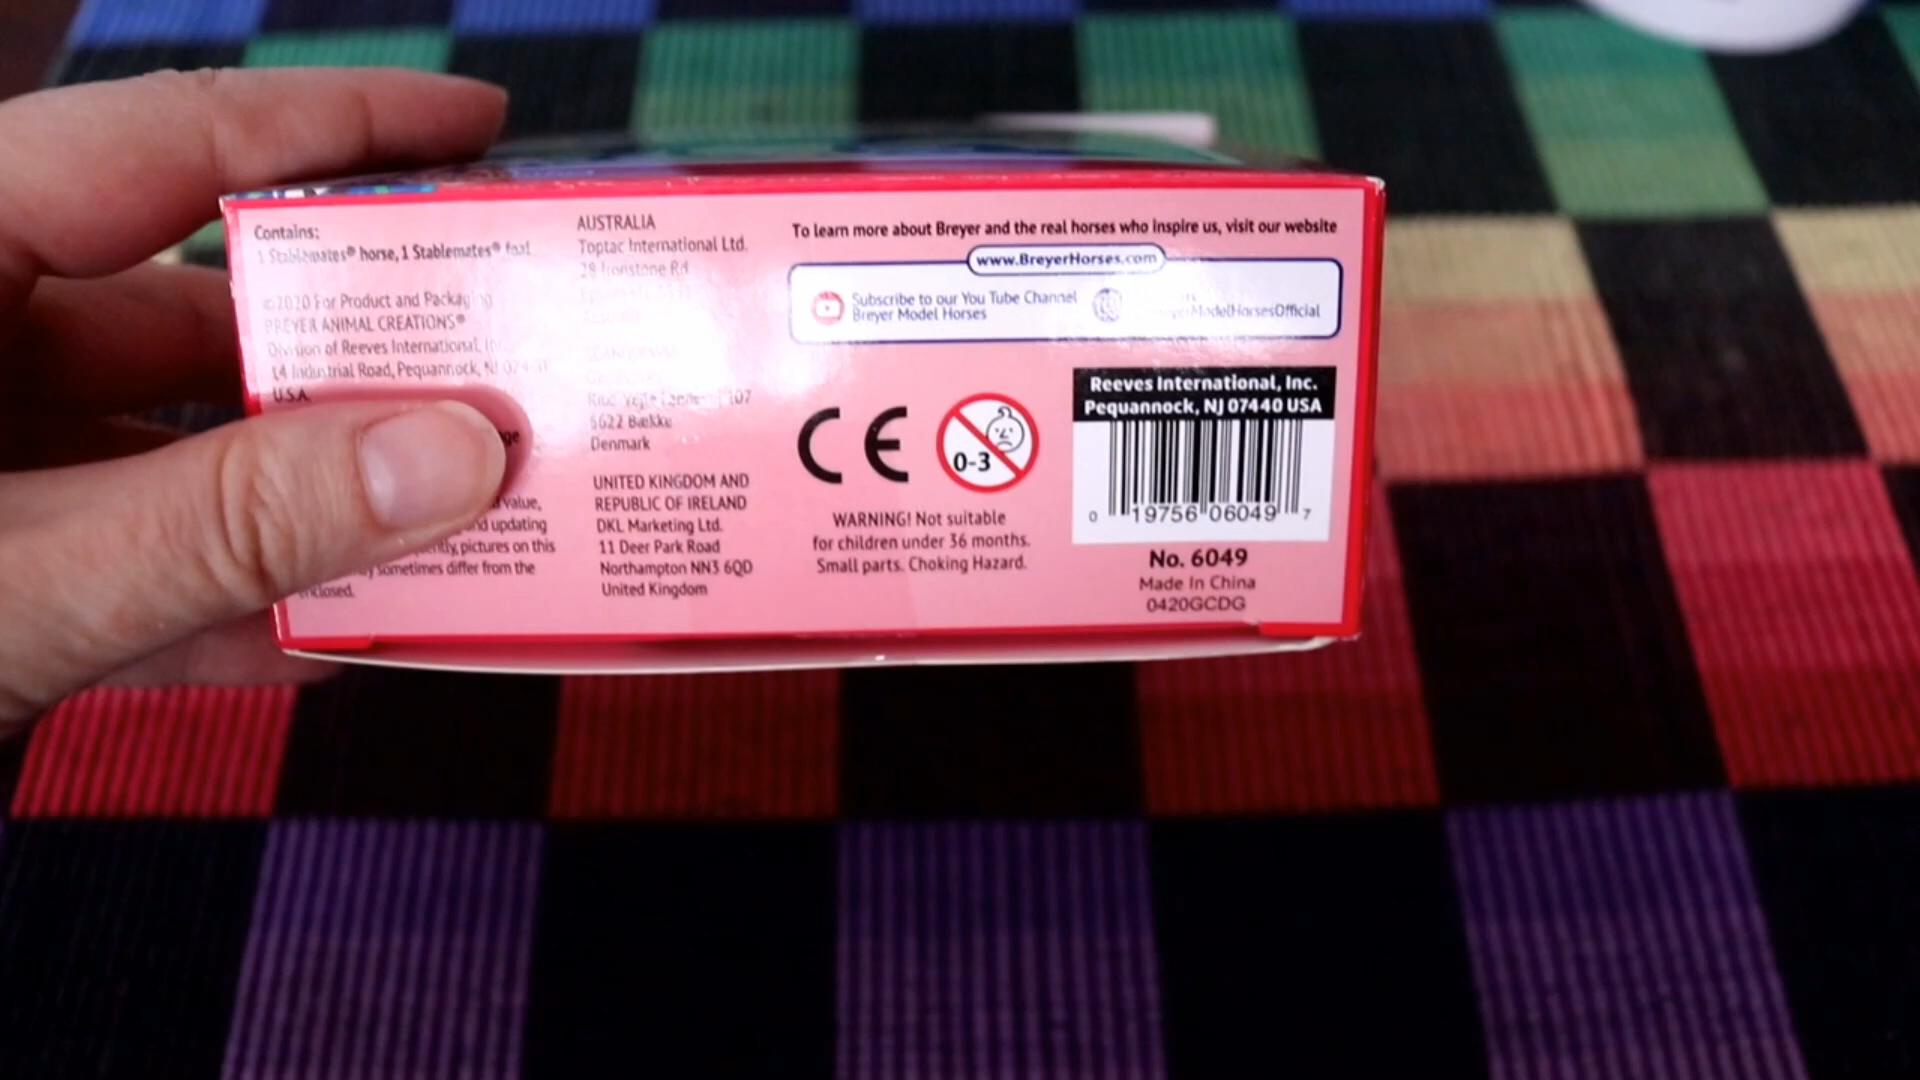 Contains:
1 Stablemates® horse, 1 Stablemates® foal
©2020 For Product and Packaging
BREYER ANIMAL CREATIONS®
Division of Reeves International,
14 Industrial Road, Pequannock, NJ
U.S.A.
value,
and updating
pictures on this
sometimes differ from the
enclosed.
AUSTRALIA
Toptac International Ltd.
28 Ironstone Rd
5622 Bække
Denmark
UNITED KINGDOM AND
REPUBLIC OF IRELAND
DKL Marketing Ltd.
11 Deer Park Road
Northampton NN3 6QD
United Kingdom
To learn more about Breyer and the real horses who inspire us, visit our website
www.BreyerHorses.com
Subscribe to our You Tube Channel
Breyer Model Horses
CE
0-3
WARNING! Not suitable
for children under 36 months.
Small parts. Choking Hazard.
Reeves International, Inc.
Pequannock, NJ 07440 USA
0 19756 06049 7
No. 6049
Made In China
0420GCDG